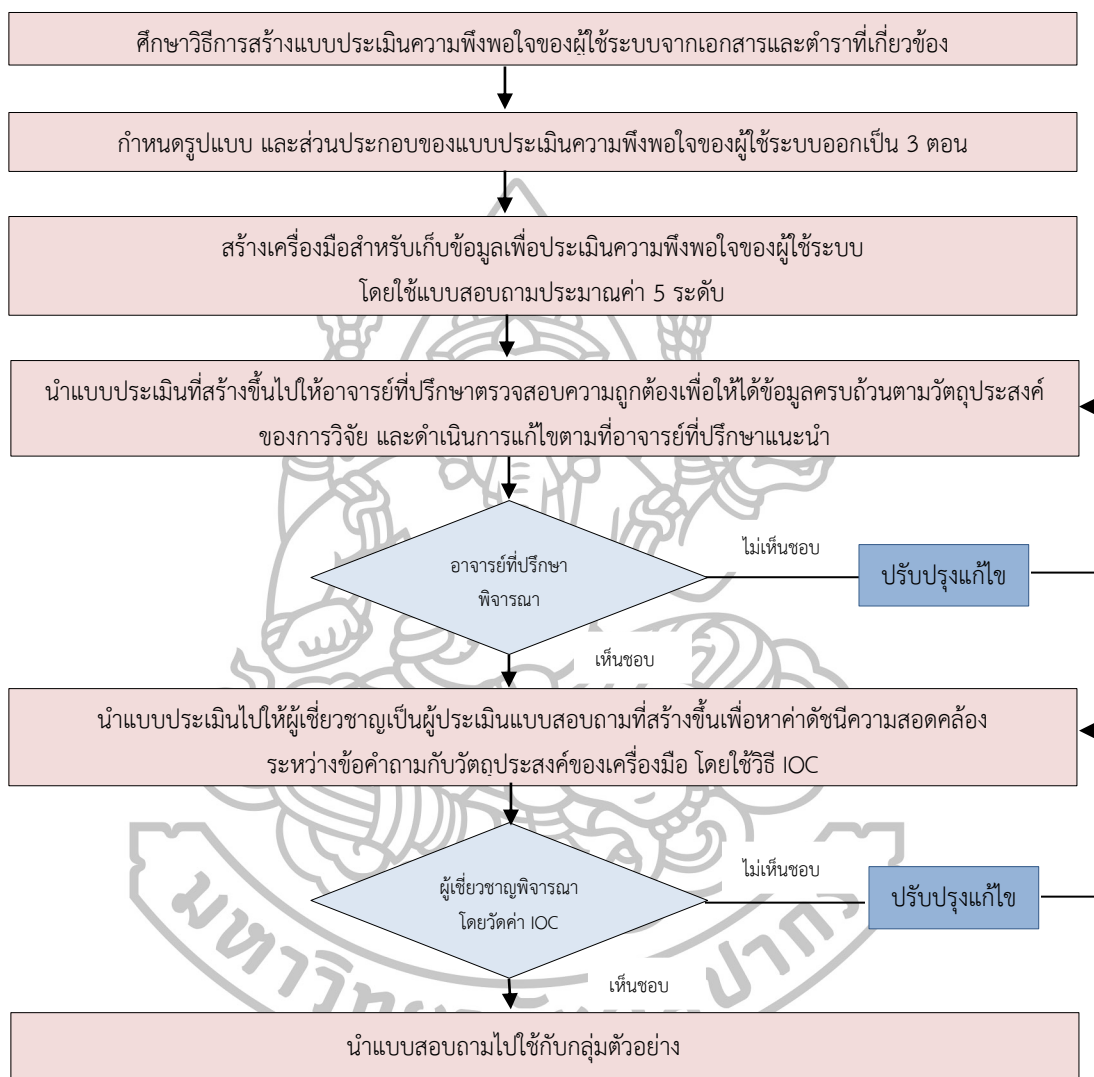 ศึกษาวิธีการสร้างแบบประเมินความพึงพอใจของผู้ใช้ระบบจากเอกสารและตำราที่เกี่ยวข้อง
กำหนดรูปแบบ และส่วนประกอบของแบบประเมินความพึงพอใจของผู้ใช้ระบบออกเป็น 3 ตอน
สร้างเครื่องมือสำหรับเก็บข้อมูลเพื่อประเมินความพึงพอใจของผู้ใช้ระบบ
โดยใช้แบบสอบถามประมาณค่า 5 ระดับ
นำแบบประเมินที่สร้างขึ้นไปให้อาจารย์ที่ปรึกษาตรวจสอบความถูกต้องเพื่อให้ได้ข้อมูลครบถ้วนตามวัตถุประสงค์
ของการวิจัย และดำเนินการแก้ไขตามที่อาจารย์ที่ปรึกษาแนะนำ
อาจารย์ที่ปรึกษา
พิจารณา
ไม่เห็นชอบ
ปรับปรุงแก้ไข
เห็นชอบ
นำแบบประเมินไปให้ผู้เชี่ยวชาญเป็นผู้ประเมินแบบสอบถามที่สร้างขึ้นเพื่อหาค่าดัชนีความสอดคล้อง
ระหว่างข้อคำถามกับวัตถุประสงค์ของเครื่องมือ โดยใช้วิธี IOC
ผู้เชี่ยวชาญพิจารณา
โดยวัดค่า IOC
ไม่เห็นชอบ
ปรับปรุงแก้ไข
เห็นชอบ
นำแบบสอบถามไปใช้กับกลุ่มตัวอย่าง